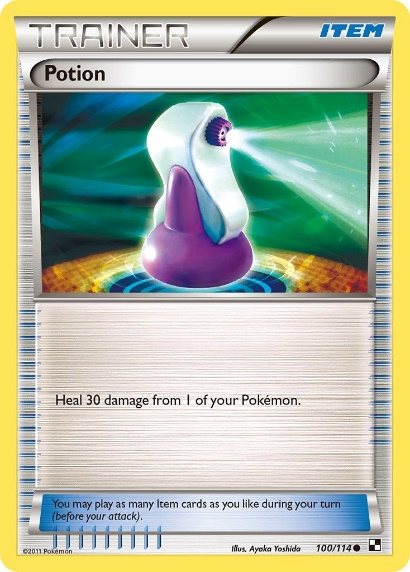 TRAINER
ITEM
Potion
Heal 30 damage from 1 of your Pokémon.
You may play as many Item cards as you like during your turn
(before your attack).
©2011 Pokémon
Illus. Ayaka Yoshida
100/114